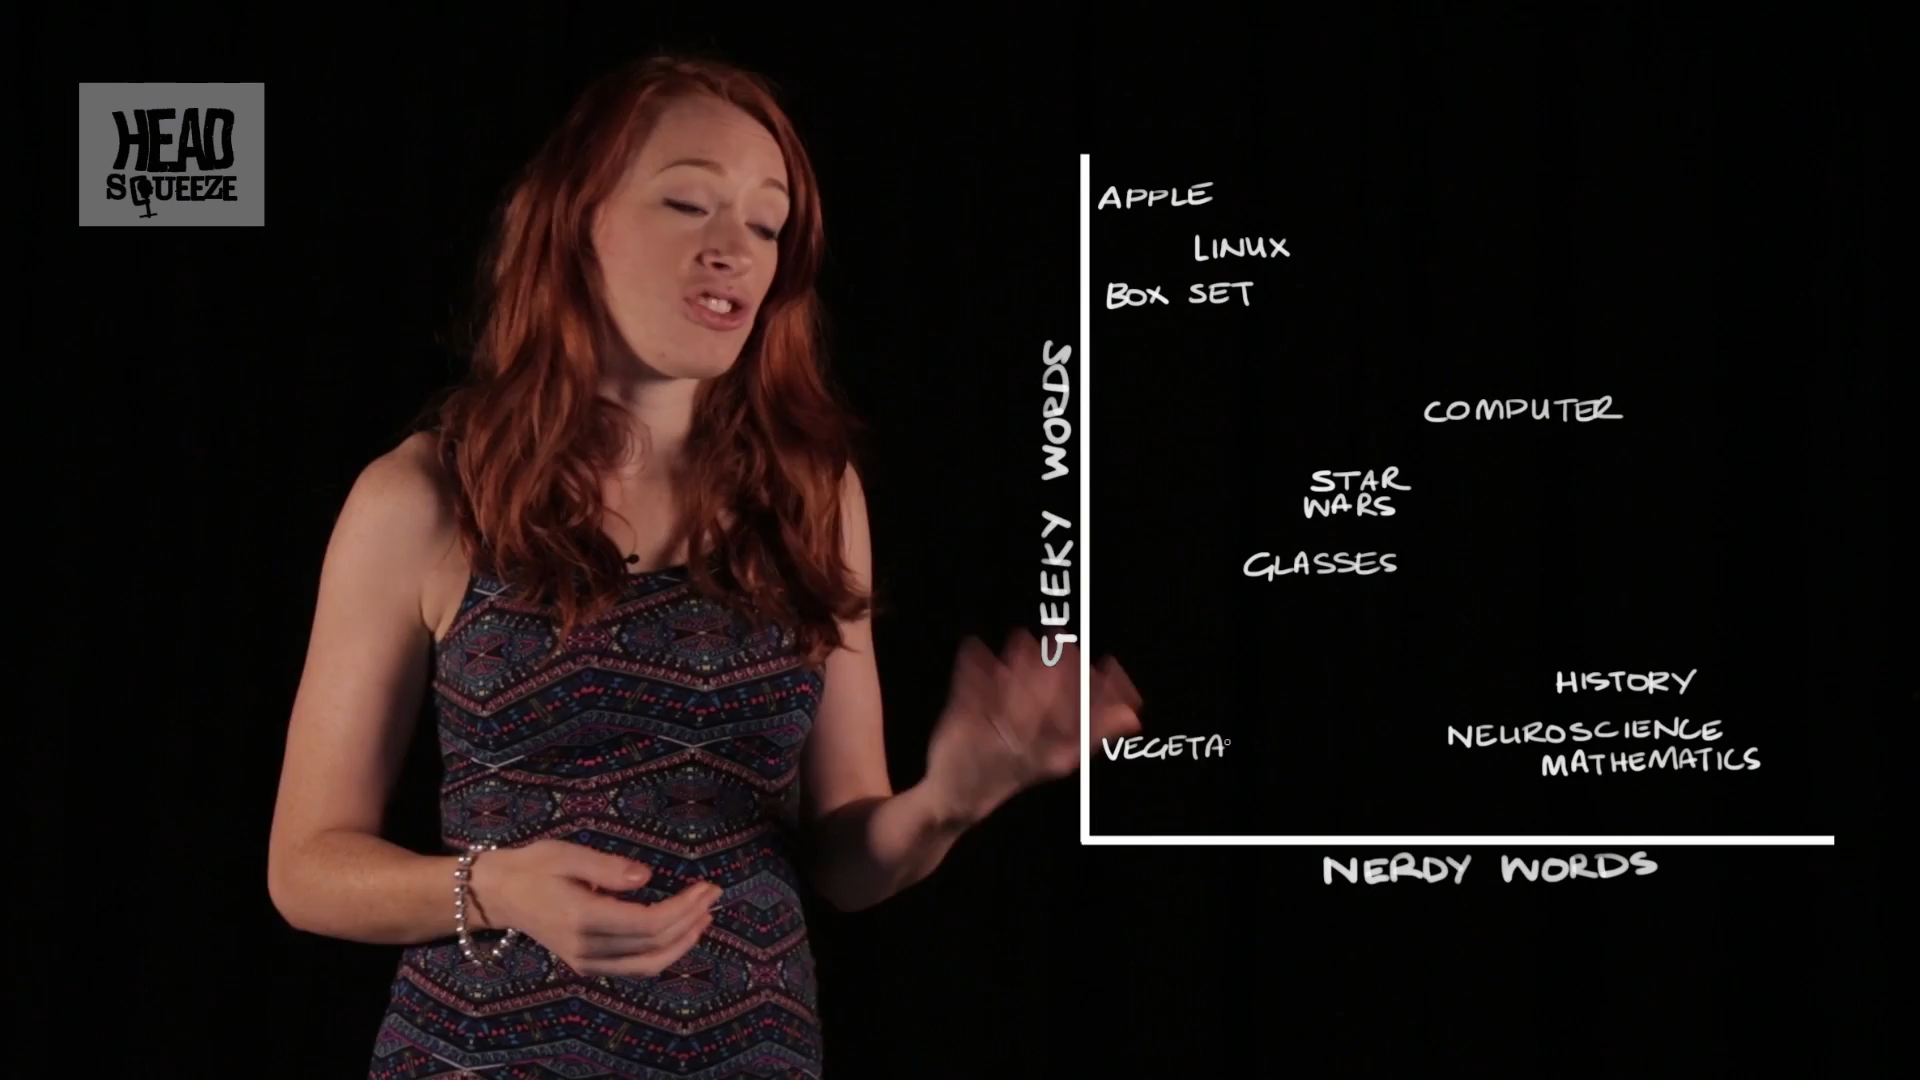 HEAD
SQUEEZE
APPLE
LINUX
BOX SET
COMPUTER
STAR
WARS
GLASSES
HISTORY
NEUROSCIENCE
MATHEMATICS
VEGETA
GEEKY WORDS
NERDY WORDS